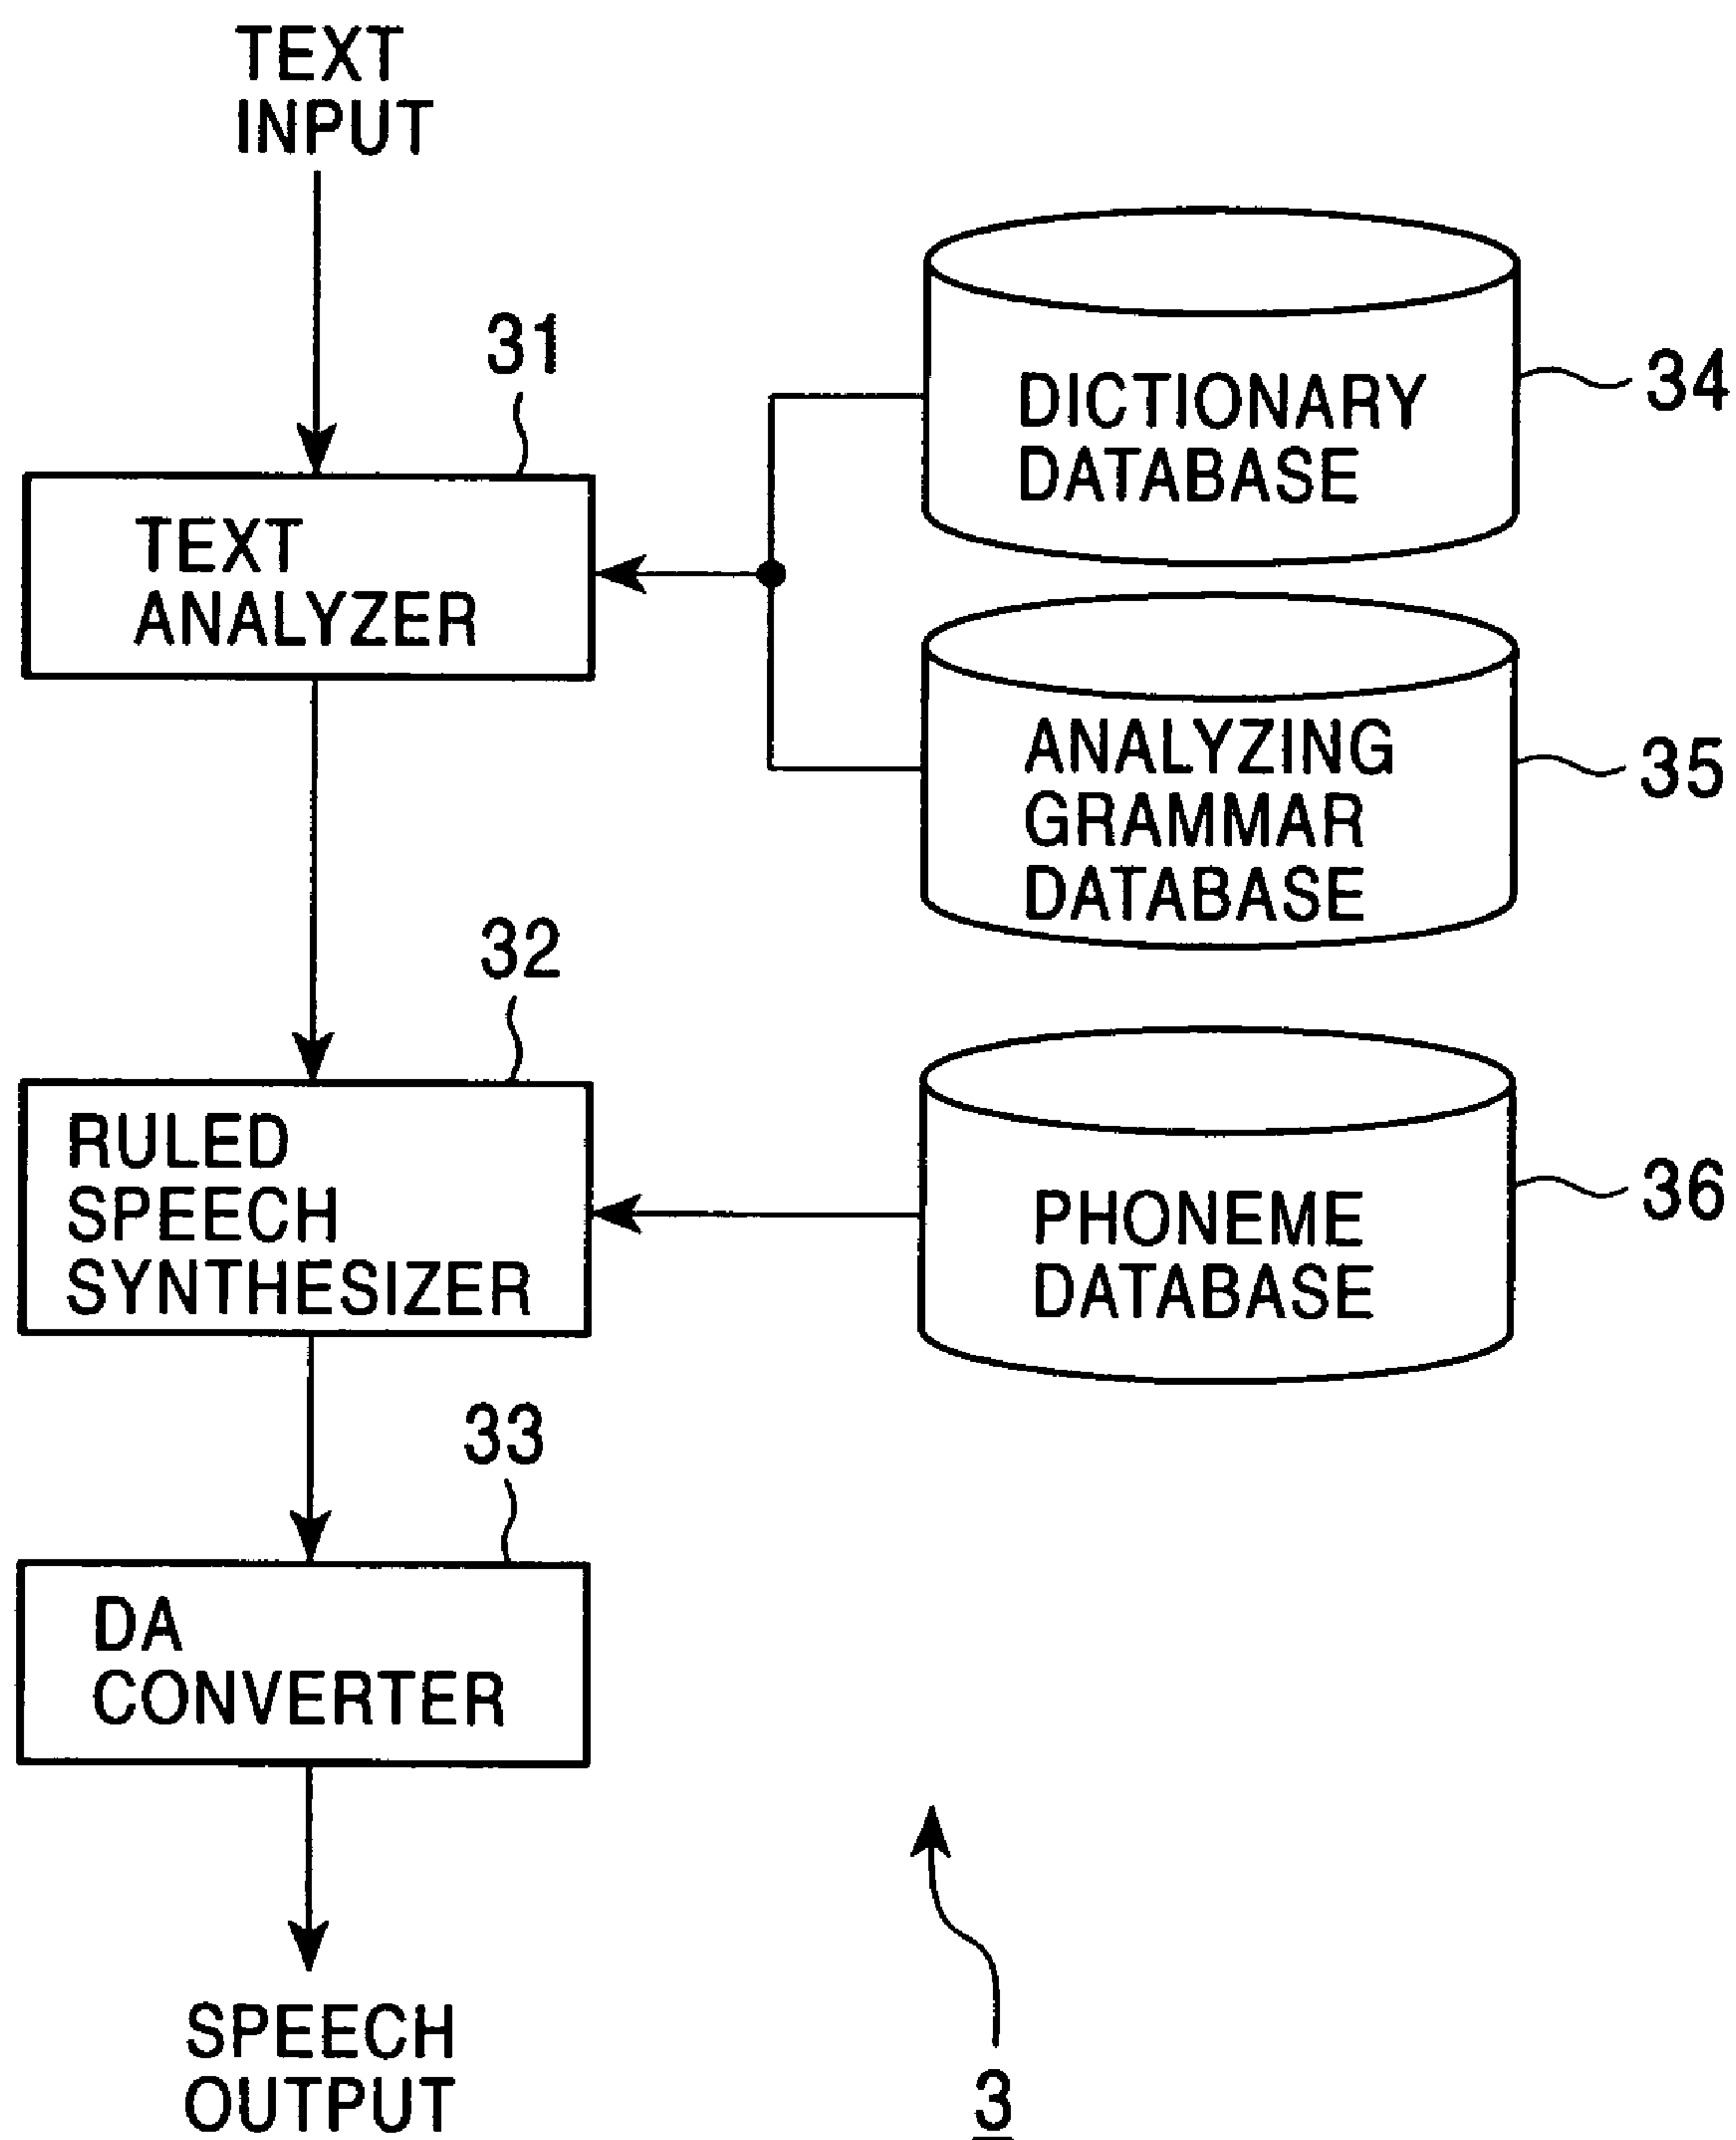 TEXT
INPUT
31
TEXT
ANALYZER
DICTIONARY
DATABASE
34
ANALYZING
GRAMMAR
DATABASE
35
32
RULED
SPEECH
SYNTHESIZER
PHONEME
DATABASE
36
33
DA
CONVERTER
SPEECH
OUTPUT
3